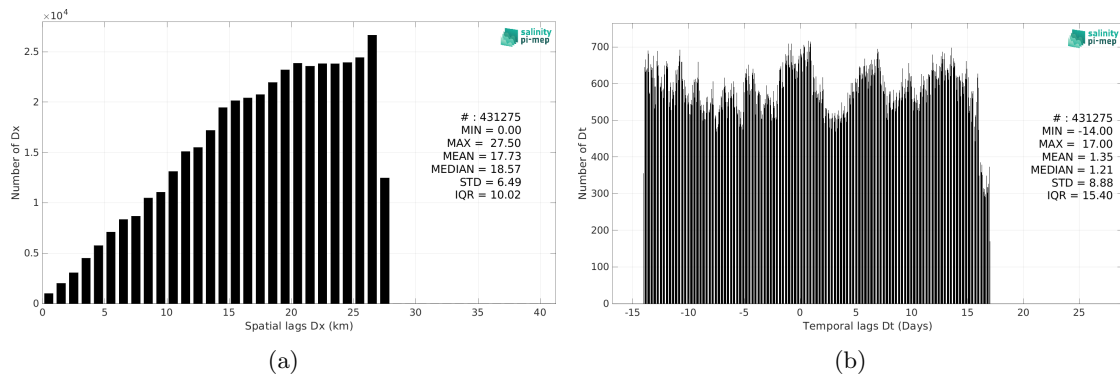 ×10⁴
salinity
pi-mep
2.5
2
1.5
1
0.5
0
Number of Dx
# : 431275
MIN = 0.00
MAX = 27.50
MEAN = 17.73
MEDIAN = 18.57
STD = 6.49
IQR = 10.02
0 5 10 15 20 25 30 35 40
Spatial lags Dx (km)
(a)
salinity
pi-mep
700
600
500
400
300
200
100
0
Number of Dt
# : 431275
MIN = -14.00
MAX = 17.00
MEAN = 1.35
MEDIAN = 1.21
STD = 8.88
IQR = 15.40
-15 -10 -5 0 5 10 15 20 25
Temporal lags Dt (Days)
(b)